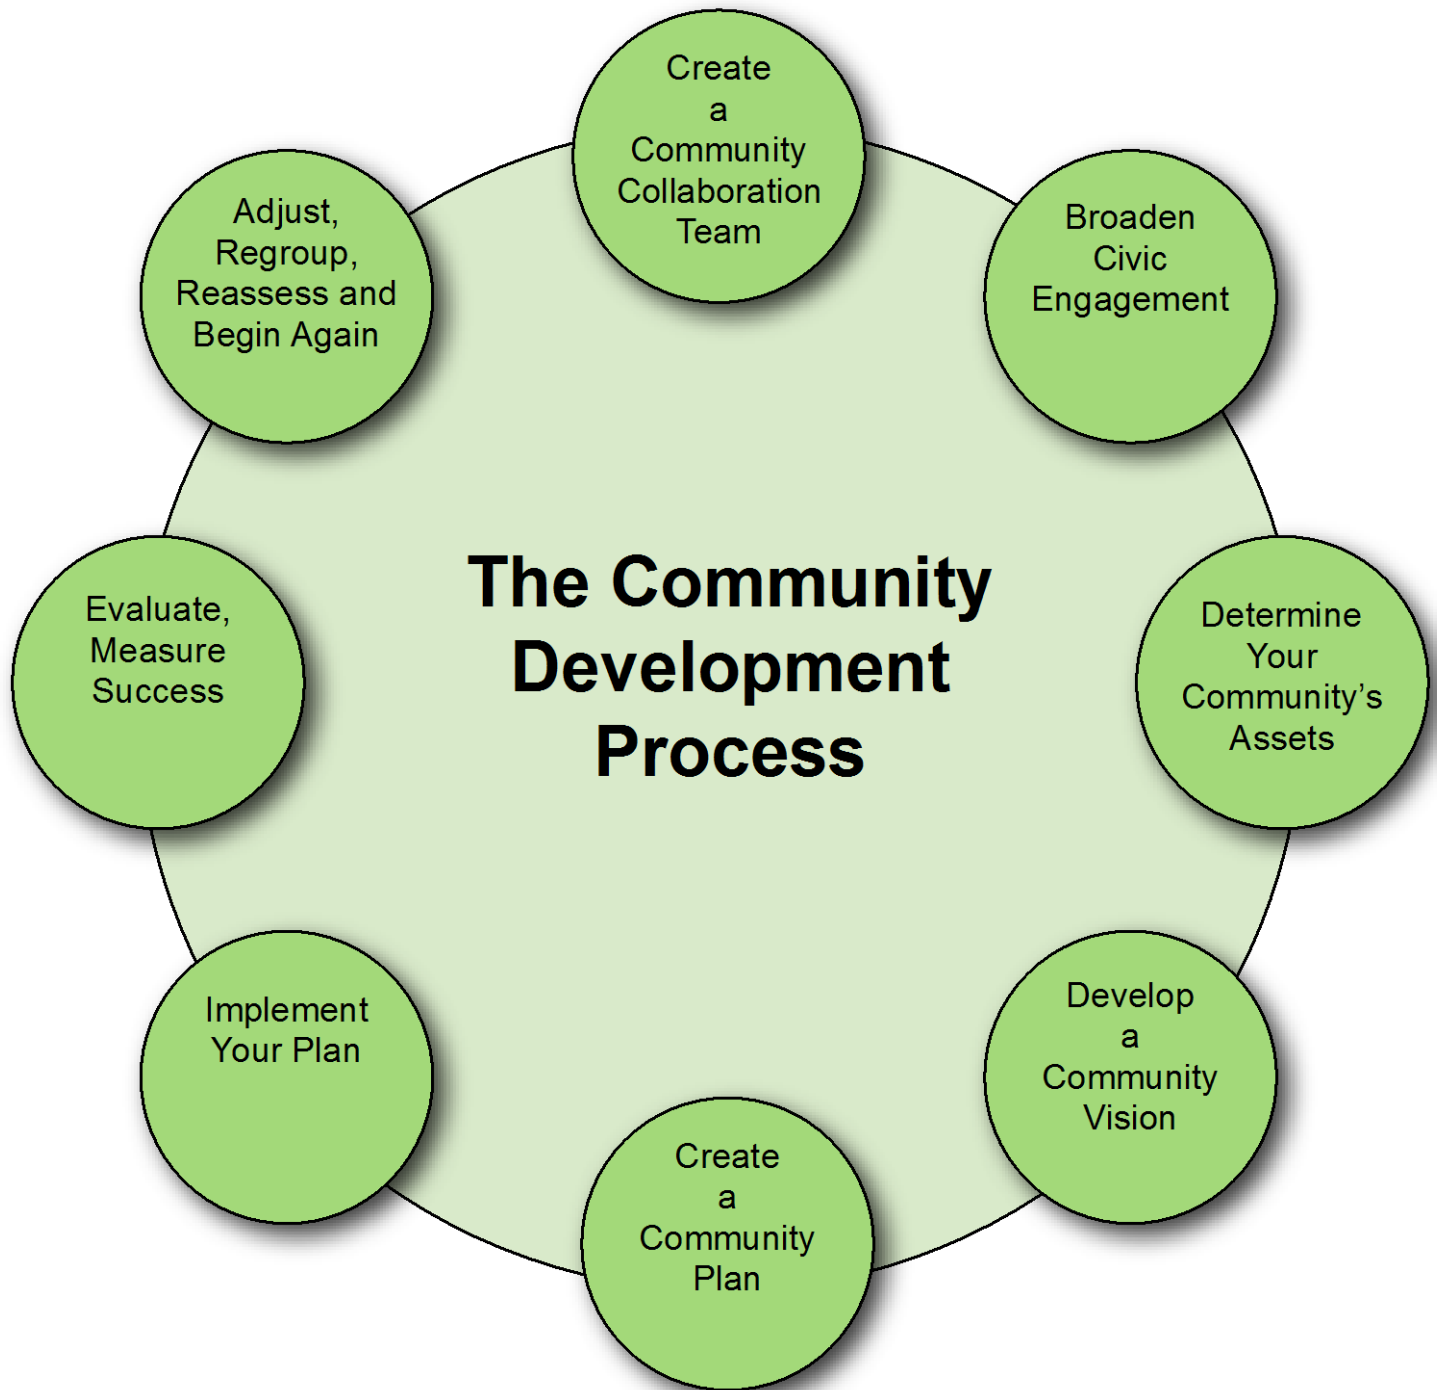 The Community
Development
Process
Create
a
Community
Collaboration
Team
Broaden
Civic
Engagement
Determine
Your
Community’s
Assets
Develop
a
Community
Vision
Create
a
Community
Plan
Implement
Your Plan
Evaluate,
Measure
Success
Adjust,
Regroup,
Reassess and
Begin Again